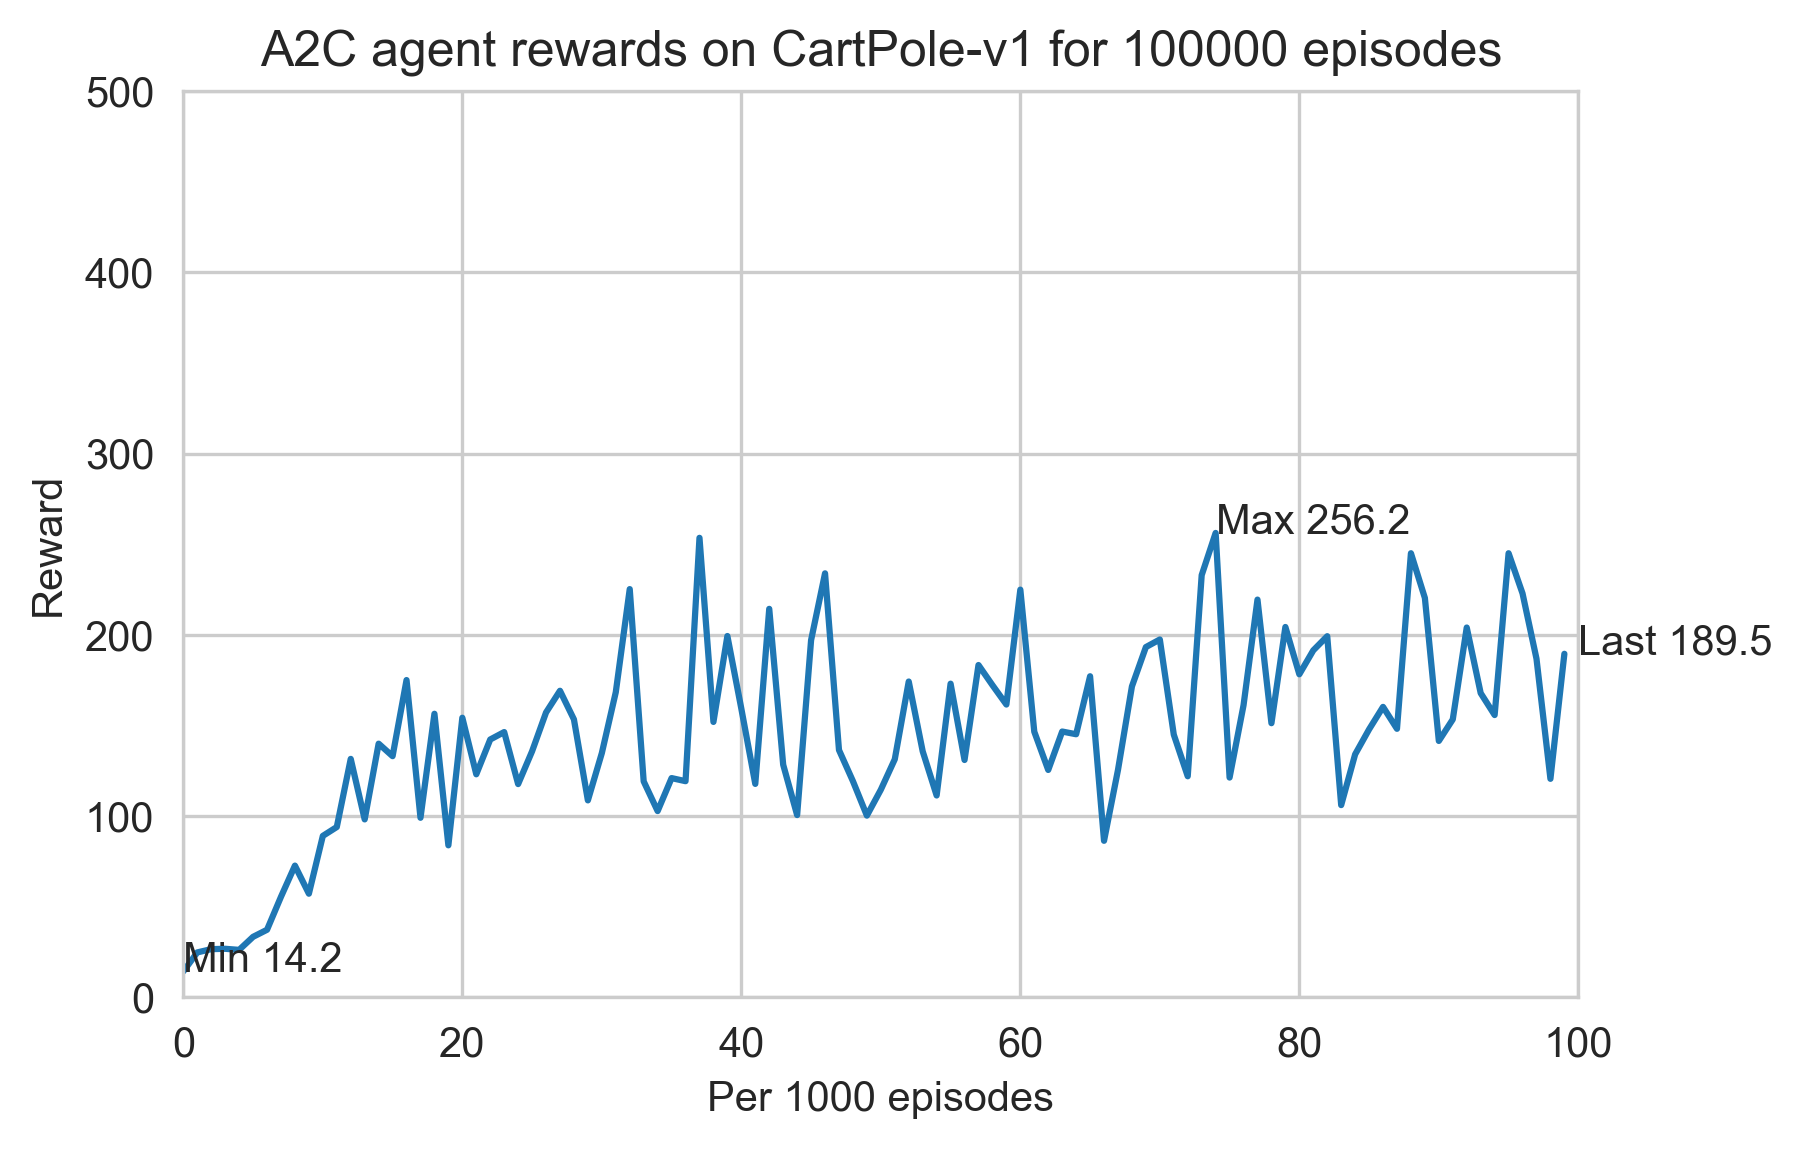 A2C agent rewards on CartPole-v1 for 100000 episodes
500
400
300
200
100
0
Reward
Max 256.2
Last 189.5
Min 14.2
0 20 40 60 80 100
Per 1000 episodes